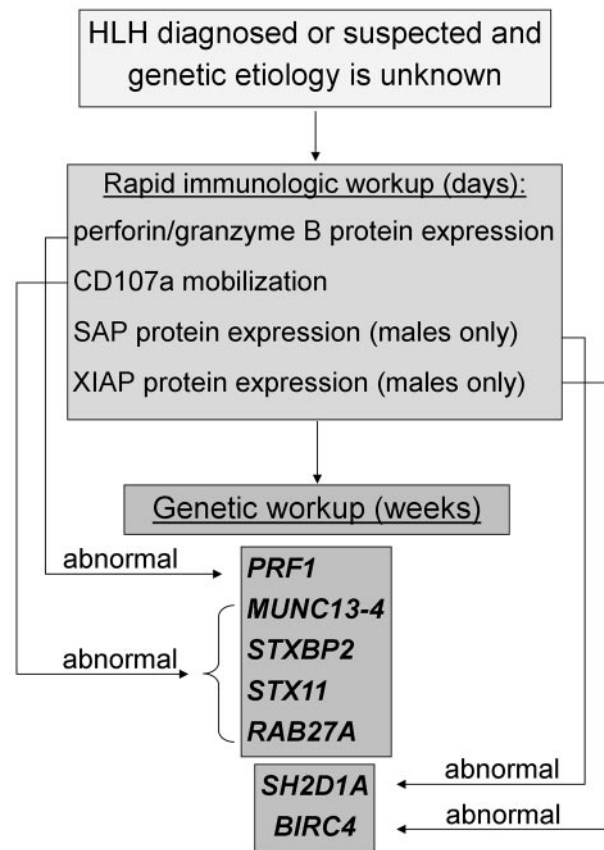 HLH diagnosed or suspected and
genetic etiology is unknown
Rapid immunologic workup (days):
perforin/granzyme B protein expression
CD107a mobilization
SAP protein expression (males only)
XIAP protein expression (males only)
Genetic workup (weeks)
abnormal
PRF1
MUNC13-4
abnormal
STXBP2
STX11
RAB27A
abnormal
SH2D1A
abnormal
BIRC4